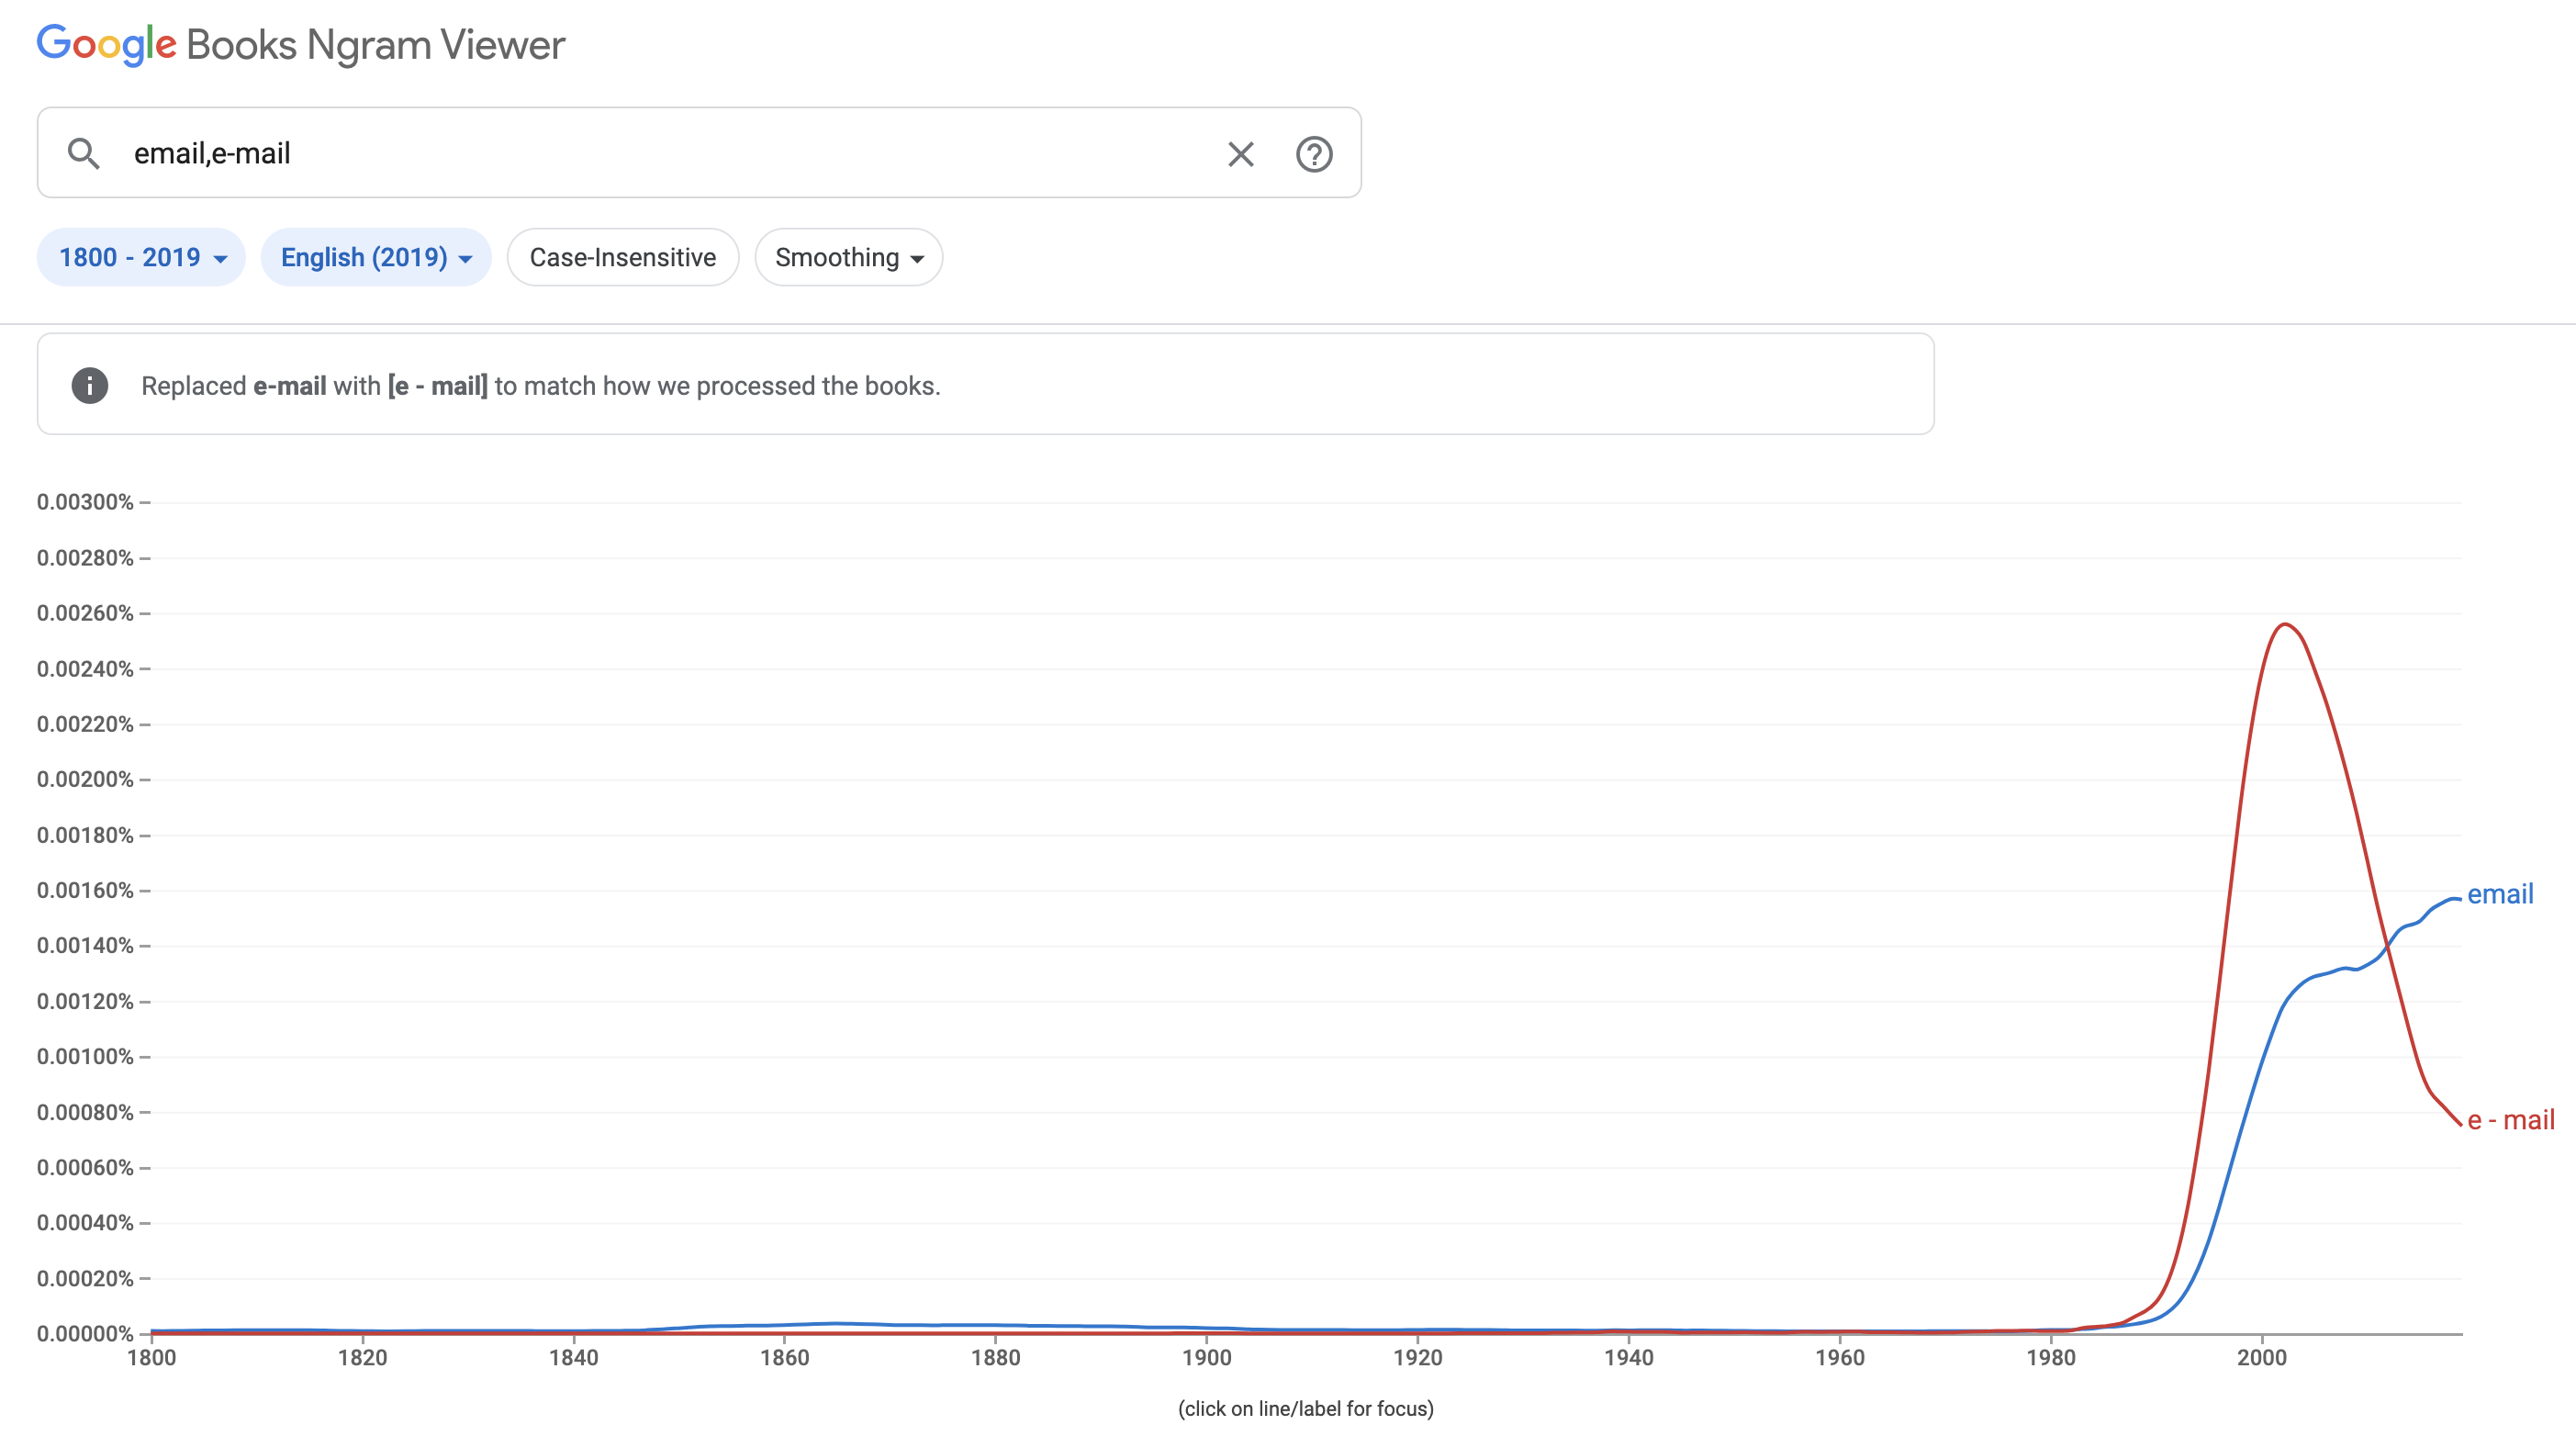 Google Books Ngram Viewer
email,e-mail
1800 - 2019
English (2019)
Case-Insensitive
Smoothing
Replaced e-mail with [e - mail] to match how we processed the books.
0.00300%
0.00280%
0.00260%
0.00240%
0.00220%
0.00200%
0.00180%
0.00160%
0.00140%
0.00120%
0.00100%
0.00080%
0.00060%
0.00040%
0.00020%
0.00000%
email
e - mail
1800 1820 1840 1860 1880 1900 1920 1940 1960 1980 2000
(click on line/label for focus)